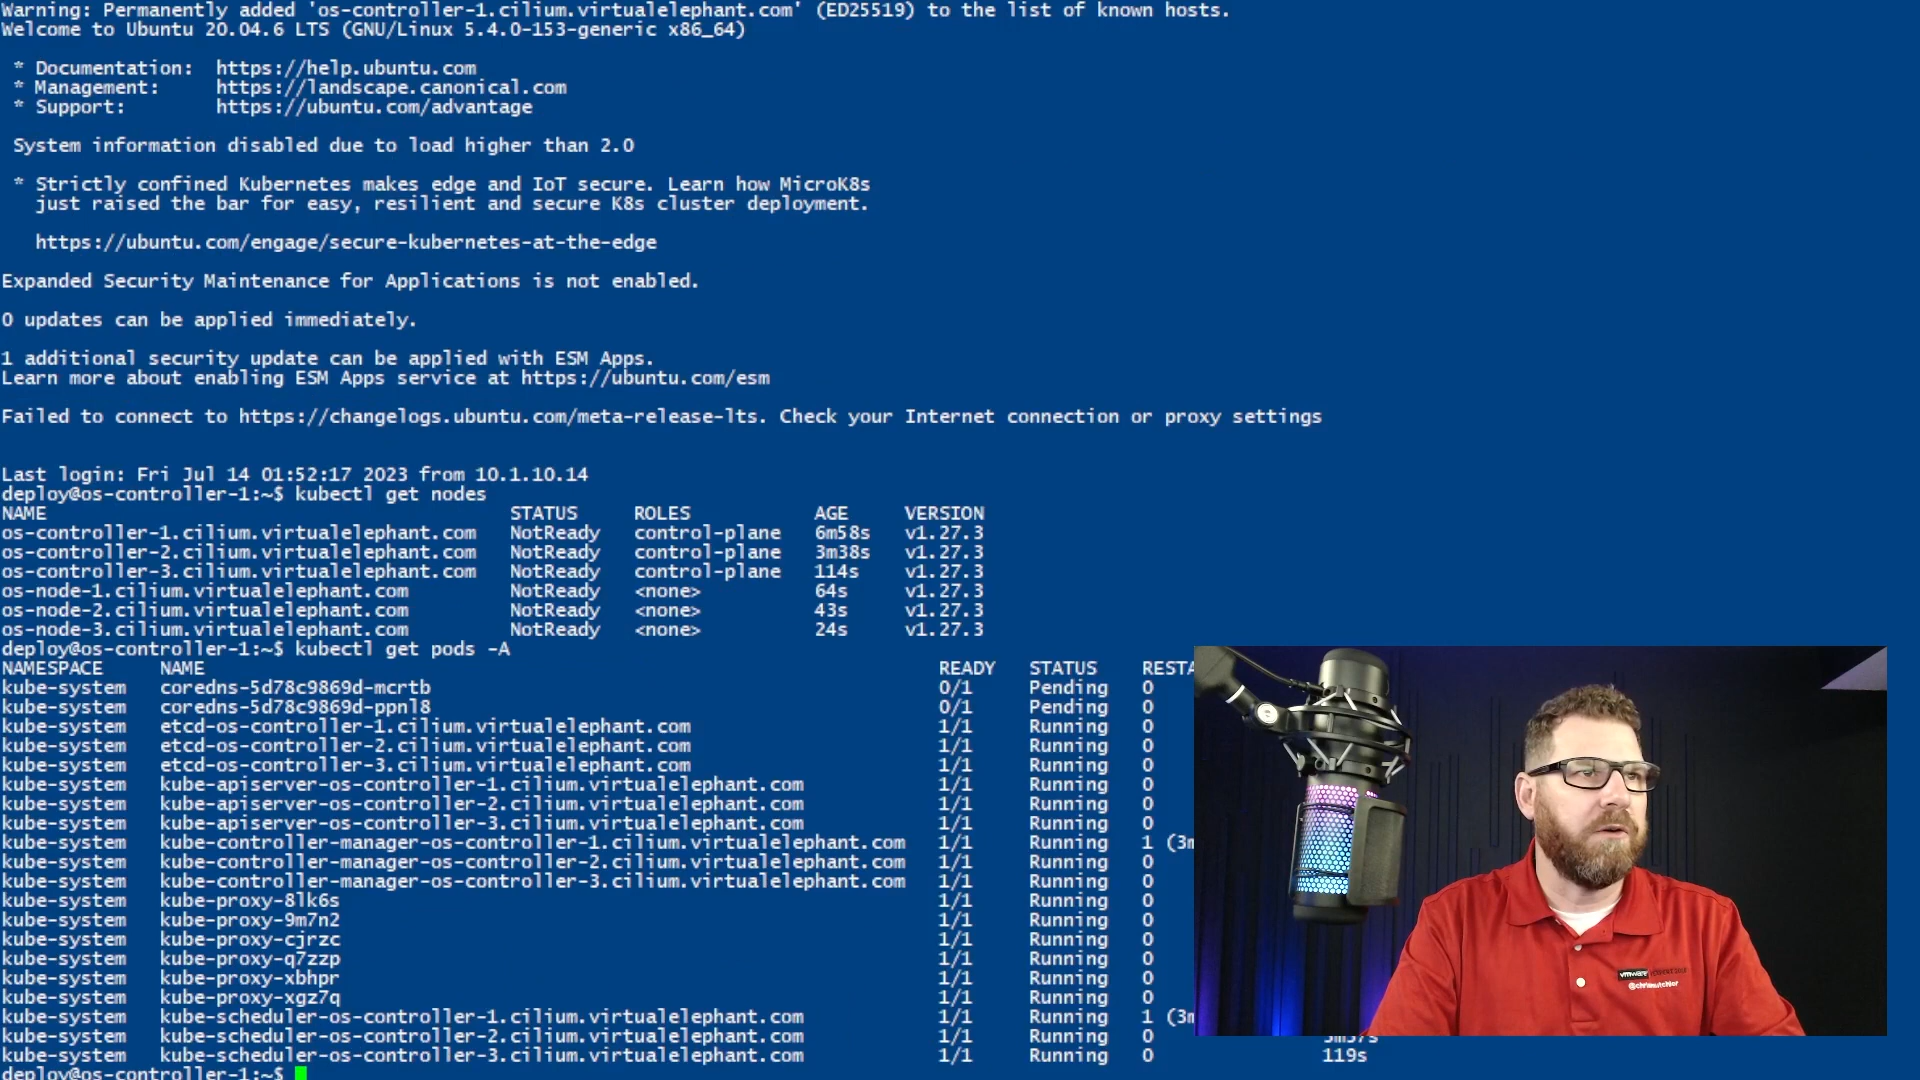 Warning: Permanently added 'os-controller-1.cilium.virtualelephant.com' (ED25519) to the list of known hosts.
Welcome to Ubuntu 20.04.6 LTS (GNU/Linux 5.4.0-153-generic x86_64)
* Documentation: https://help.ubuntu.com
* Management: https://landscape.canonical.com
* Support: https://ubuntu.com/advantage
System information disabled due to load higher than 2.0
* Strictly confined Kubernetes makes edge and IoT secure. Learn how MicroK8s
just raised the bar for easy, resilient and secure K8s cluster deployment.
https://ubuntu.com/engage/secure-kubernetes-at-the-edge
Expanded Security Maintenance for Applications is not enabled.
0 updates can be applied immediately.
1 additional security update can be applied with ESM Apps.
Learn more about enabling ESM Apps service at https://ubuntu.com/esm
Failed to connect to https://changelogs.ubuntu.com/meta-release-lts. Check your Internet connection or proxy settings
Last login: Fri Jul 14 01:52:17 2023 from 10.1.10.14
deploy@os-controller-1:~$ kubectl get nodes
NAME STATUS ROLES AGE VERSION
os-controller-1.cilium.virtualelephant.com NotReady control-plane 6m58s v1.27.3
os-controller-2.cilium.virtualelephant.com NotReady control-plane 3m38s v1.27.3
os-controller-3.cilium.virtualelephant.com NotReady control-plane 114s v1.27.3
os-node-1.cilium.virtualelephant.com NotReady <none> 64s v1.27.3
os-node-2.cilium.virtualelephant.com NotReady <none> 43s v1.27.3
os-node-3.cilium.virtualelephant.com NotReady <none> 24s v1.27.3
deploy@os-controller-1:~$ kubectl get pods -A
NAMESPACE NAME READY STATUS RESTA
kube-system coredns-5d78c9869d-mcrtb 0/1 Pending 0
kube-system coredns-5d78c9869d-ppnl8 0/1 Pending 0
kube-system etcd-os-controller-1.cilium.virtualelephant.com 1/1 Running 0
kube-system etcd-os-controller-2.cilium.virtualelephant.com 1/1 Running 0
kube-system etcd-os-controller-3.cilium.virtualelephant.com 1/1 Running 0
kube-system kube-apiserver-os-controller-1.cilium.virtualelephant.com 1/1 Running 0
kube-system kube-apiserver-os-controller-2.cilium.virtualelephant.com 1/1 Running 0
kube-system kube-apiserver-os-controller-3.cilium.virtualelephant.com 1/1 Running 0
kube-system kube-controller-manager-os-controller-1.cilium.virtualelephant.com 1/1 Running 1 (3m
kube-system kube-controller-manager-os-controller-2.cilium.virtualelephant.com 1/1 Running 0
kube-system kube-controller-manager-os-controller-3.cilium.virtualelephant.com 1/1 Running 0
kube-system kube-proxy-8lk6s 1/1 Running 0
kube-system kube-proxy-9m7n2 1/1 Running 0
kube-system kube-proxy-cjrzc 1/1 Running 0
kube-system kube-proxy-q7zzp 1/1 Running 0
kube-system kube-proxy-xbhpr 1/1 Running 0
kube-system kube-proxy-xgz7q 1/1 Running 0
kube-system kube-scheduler-os-controller-1.cilium.virtualelephant.com 1/1 Running 1 (3m
kube-system kube-scheduler-os-controller-2.cilium.virtualelephant.com 1/1 Running 0
kube-system kube-scheduler-os-controller-3.cilium.virtualelephant.com 1/1 Running 0 119s
deploy@os-controller-1:~$
vmware